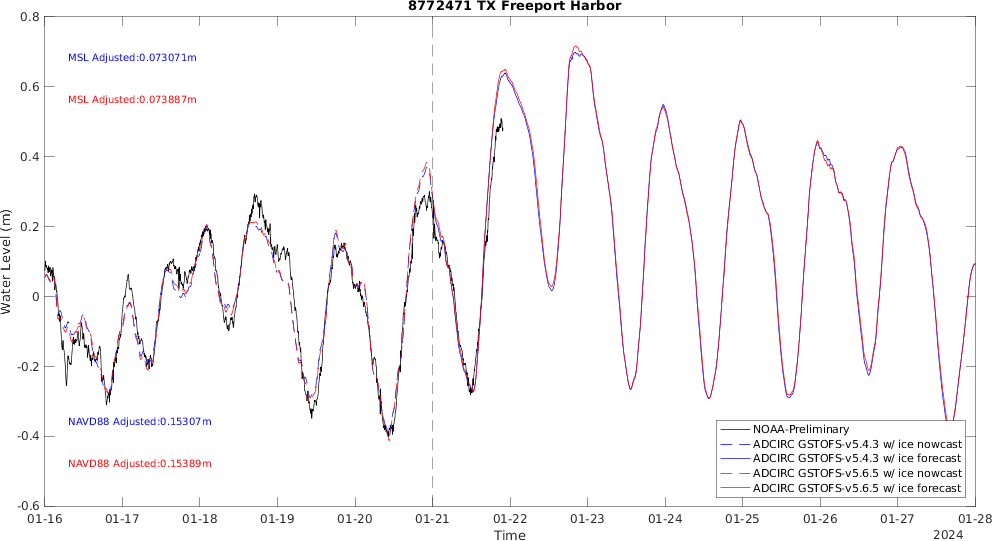 8772471 TX Freeport Harbor
0.8
MSL Adjusted:0.073071m
0.6
MSL Adjusted:0.073887m
0.4
0.2
Water Level (m)
0
-0.2
NAVD88 Adjusted:0.15307m
-0.4
NAVD88 Adjusted:0.15389m
-0.6
NOAA-Preliminary
ADCIRC GSTOFS-v5.4.3 w/ ice nowcast
ADCIRC GSTOFS-v5.4.3 w/ ice forecast
ADCIRC GSTOFS-v5.6.5 w/ ice nowcast
ADCIRC GSTOFS-v5.6.5 w/ ice forecast
01-16 01-17 01-18 01-19 01-20 01-21 01-22 01-23 01-24 01-25 01-26 01-27 01-28
Time
2024